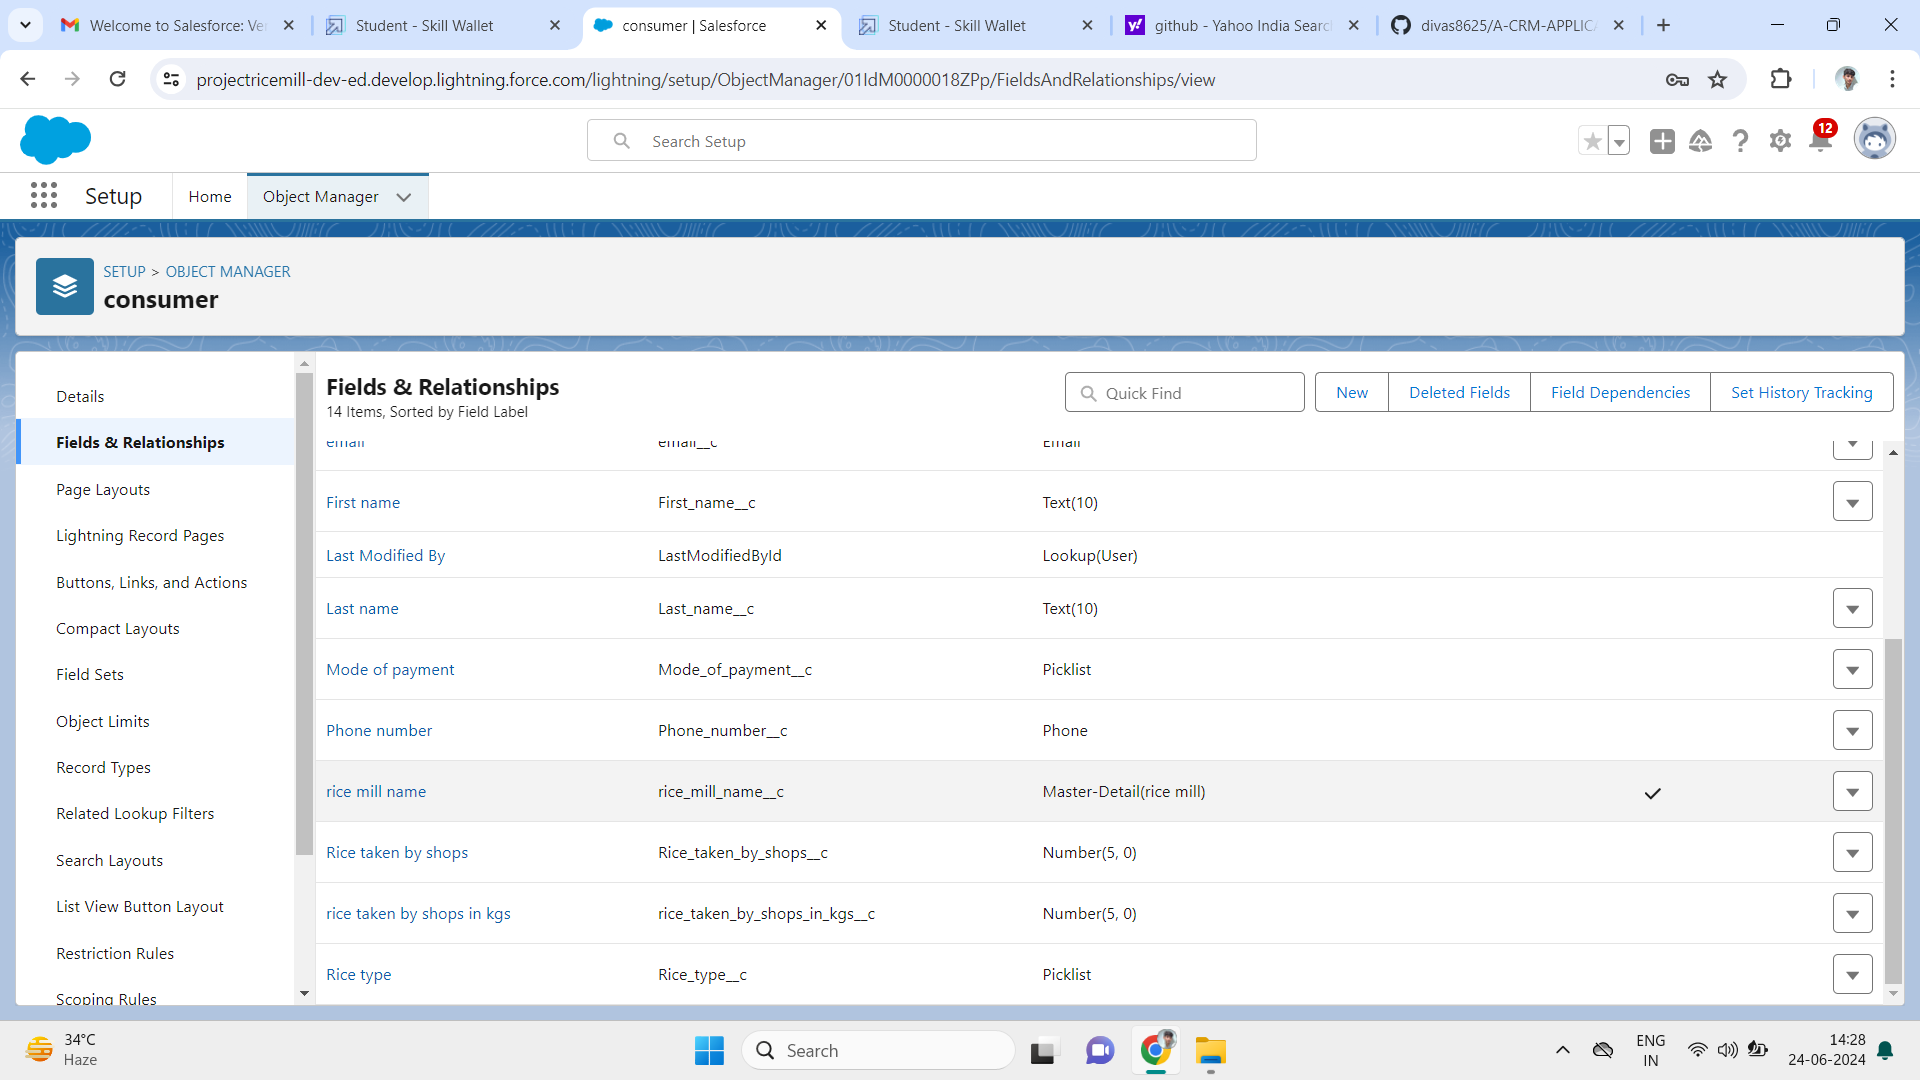 Welcome to Salesforce: Ver
Student - Skill Wallet
consumer | Salesforce
Student - Skill Wallet
github - Yahoo India Search
divas8625/A-CRM-APPLICA
projectricemill-dev-ed.develop.lightning.force.com/lightning/setup/ObjectManager/01IdM0000018ZPp/FieldsAndRelationships/view
Search Setup
12
Setup
Home
Object Manager
SETUP > OBJECT MANAGER
consumer
Details
Fields & Relationships
Page Layouts
Lightning Record Pages
Buttons, Links, and Actions
Compact Layouts
Field Sets
Object Limits
Record Types
Related Lookup Filters
Search Layouts
List View Button Layout
Restriction Rules
Scoping Rules
Fields & Relationships
14 Items, Sorted by Field Label
Quick Find
New
Deleted Fields
Field Dependencies
Set History Tracking
email email__c Email
First name First_name__c Text(10)
Last Modified By LastModifiedById Lookup(User)
Last name Last_name__c Text(10)
Mode of payment Mode_of_payment__c Picklist
Phone number Phone_number__c Phone
rice mill name rice_mill_name__c Master-Detail(rice mill)
Rice taken by shops Rice_taken_by_shops__c Number(5, 0)
rice taken by shops in kgs rice_taken_by_shops_in_kgs__c Number(5, 0)
Rice type Rice_type__c Picklist
34°C
Haze
Search
ENG
IN
14:28
24-06-2024